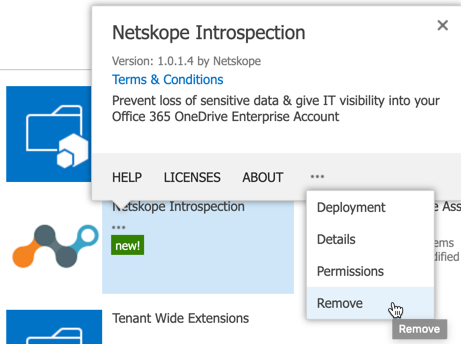 Netskope Introspection
Version: 1.0.1.4 by Netskope
Terms & Conditions
Prevent loss of sensitive data & give IT visibility into your
Office 365 OneDrive Enterprise Account
HELP LICENSES ABOUT ...
Netskope Introspection
...
new!
Deployment
Details
Permissions
Remove
Remove
e Ass
ems
dified
Tenant Wide Extensions